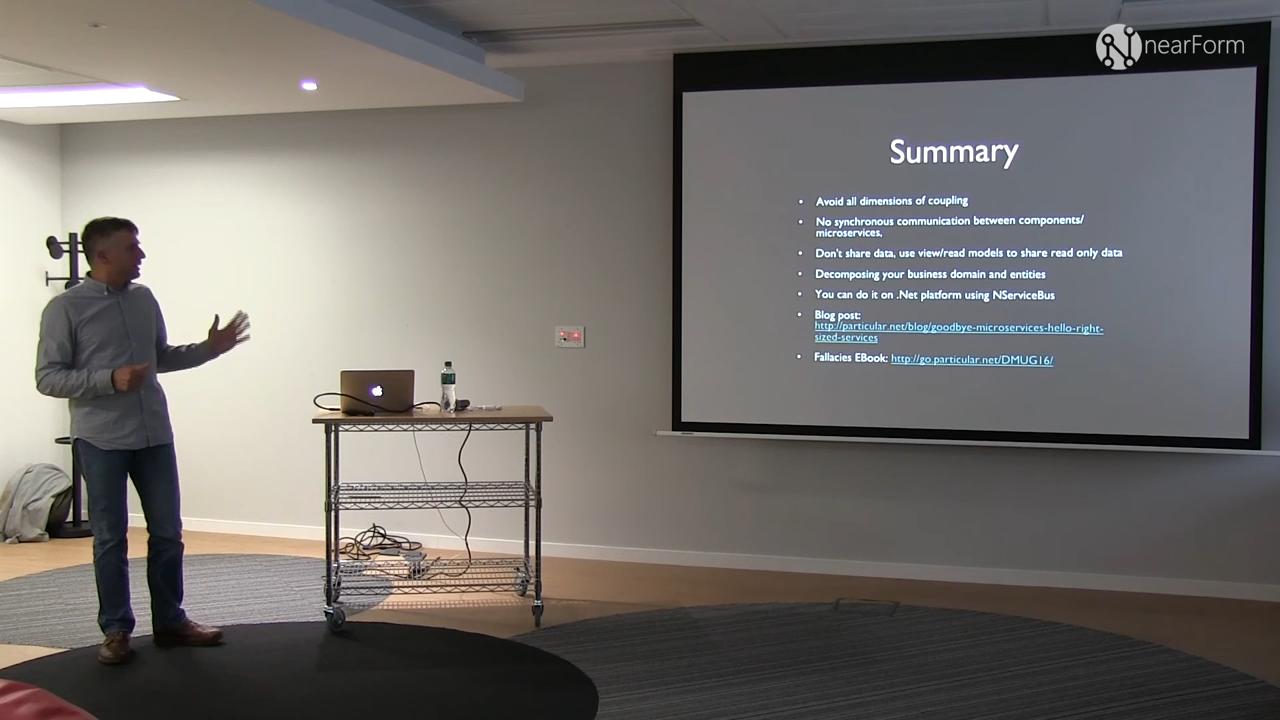 nearForm
Summary
• Avoid all dimensions of coupling
• No synchronous communication between components/
microservices,
• Don't share data, use view/read models to share read only data
• Decomposing your business domain and entities
• You can do it on .Net platform using NServiceBus
• Blog post:
http://particular.net/blog/goodbye-microservices-hello-right-
sized-services
• Fallacies EBook: http://go.particular.net/DMUG16/